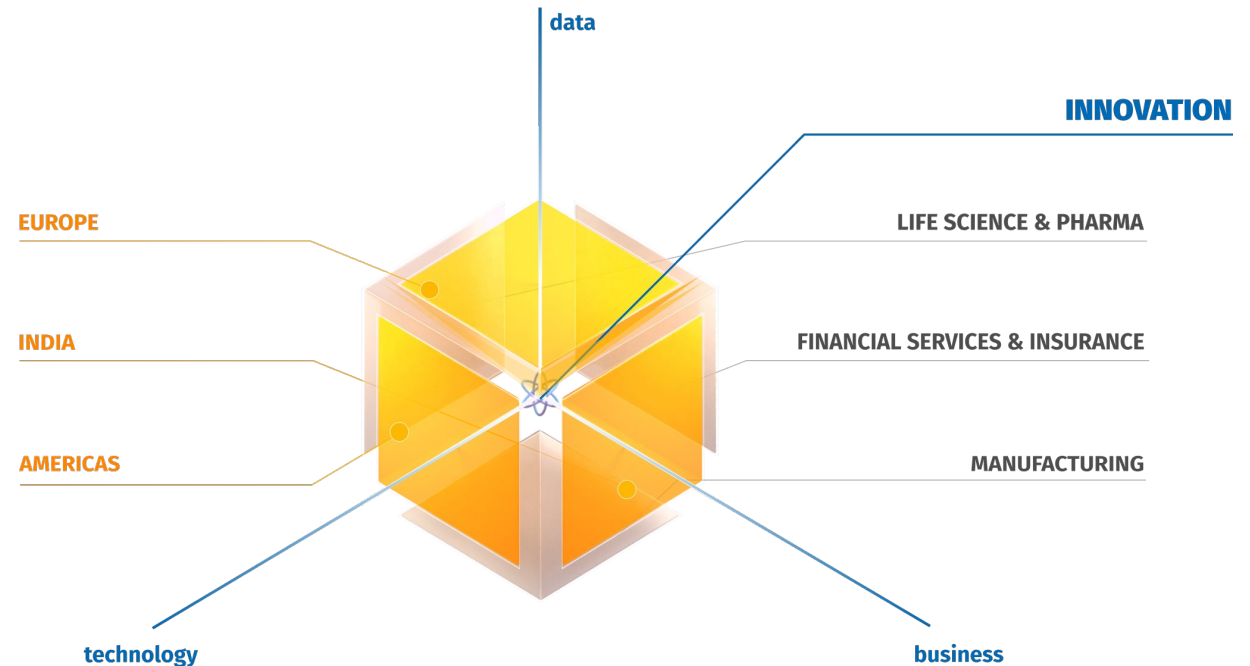 data
INNOVATION
EUROPE
LIFE SCIENCE & PHARMA
INDIA
FINANCIAL SERVICES & INSURANCE
AMERICAS
MANUFACTURING
technology
business